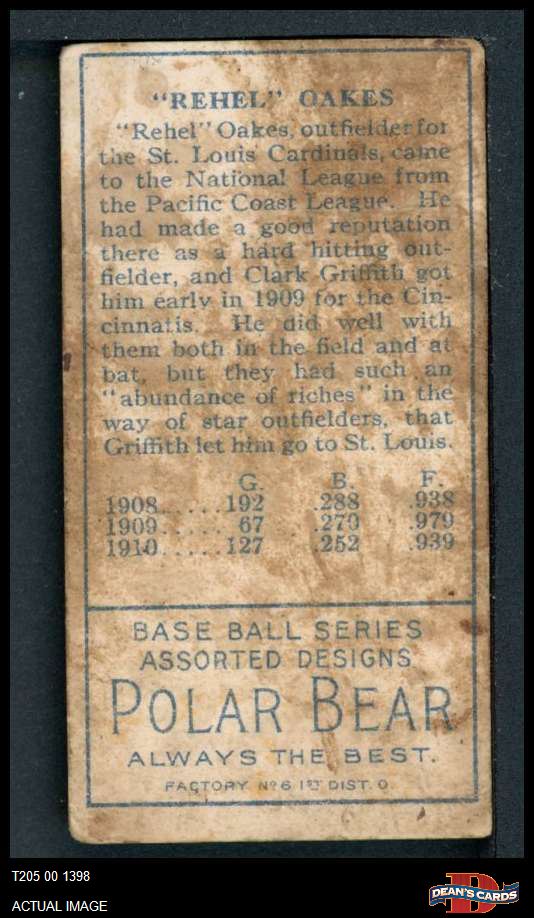 "REHEL" OAKES
"Rehel" Oakes, outfielder for
the St. Louis Cardinals, came
to the National League from
the Pacific Coast League. He
had made a good reputation
there as a hard hitting out-
fielder, and Clark Griffith got
him early in 1909 for the Cin-
cinnatis. He did well with
them both in the field and at
bat, but they had such an
"abundance of riches" in the
way of star outfielders, that
Griffith let him go to St. Louis.
G. B. F.
1908......192 .288 .938
1909......67 .270 .979
1910......127 .252 .939
BASE BALL SERIES
ASSORTED DESIGNS
POLAR BEAR
ALWAYS THE BEST.
FACTORY Nº 6 1ST DIST. O.
T205 00 1398
ACTUAL IMAGE
D
DEAN'S CARDS